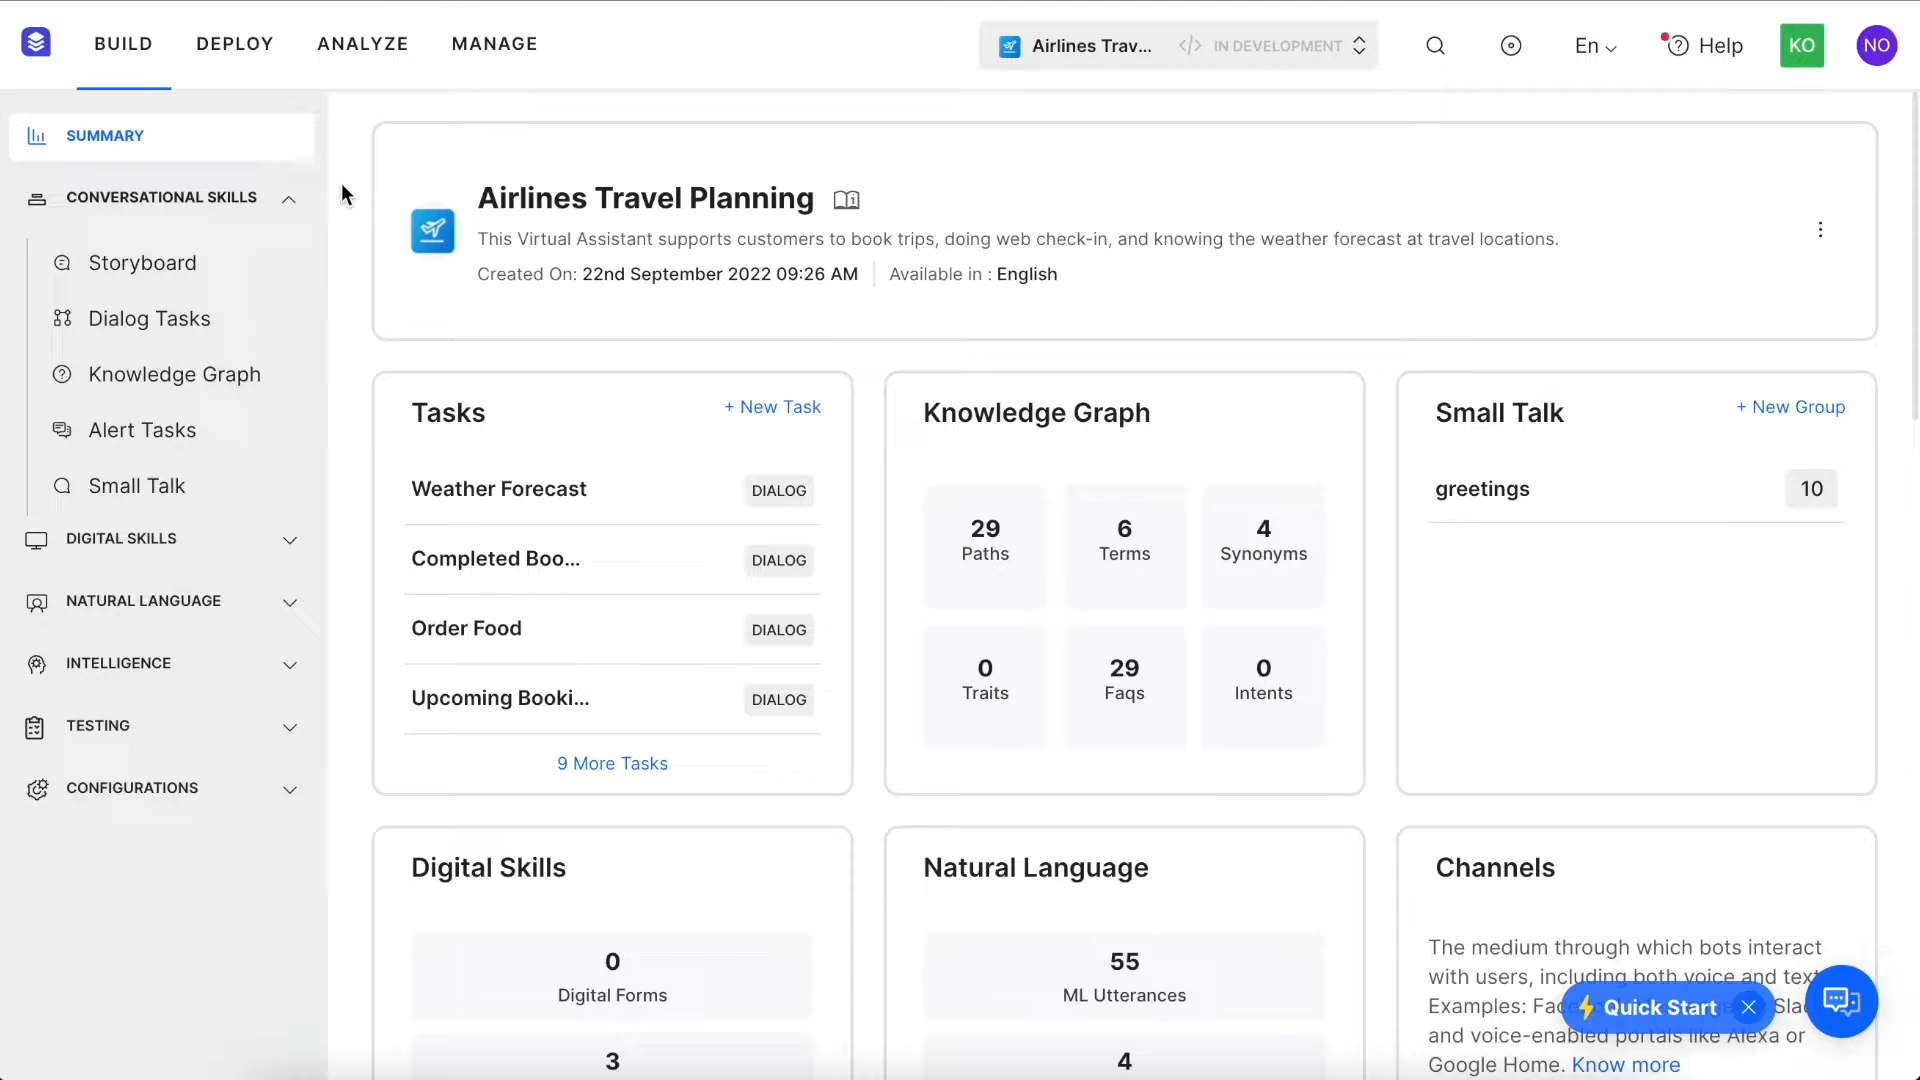 BUILD
DEPLOY
ANALYZE
MANAGE
Airlines Trav...
</> IN DEVELOPMENT
En
Help
KO
NO
SUMMARY
CONVERSATIONAL SKILLS
Storyboard
Dialog Tasks
Knowledge Graph
Alert Tasks
Small Talk
DIGITAL SKILLS
NATURAL LANGUAGE
INTELLIGENCE
TESTING
CONFIGURATIONS
Airlines Travel Planning
This Virtual Assistant supports customers to book trips, doing web check-in, and knowing the weather forecast at travel locations.
Created On: 22nd September 2022 09:26 AM
Available in : English
Tasks
+ New Task
Weather Forecast DIALOG
Completed Boo... DIALOG
Order Food DIALOG
Upcoming Booki... DIALOG
9 More Tasks
Knowledge Graph
29
Paths
6
Terms
4
Synonyms
0
Traits
29
Faqs
0
Intents
Small Talk
+ New Group
greetings 10
Digital Skills
0
Digital Forms
3
Natural Language
55
ML Utterances
4
Channels
The medium through which bots interact
with users, including both voice and text
Examples:
and voice-enabled portals like Alexa or
Google Home. Know more
Quick Start